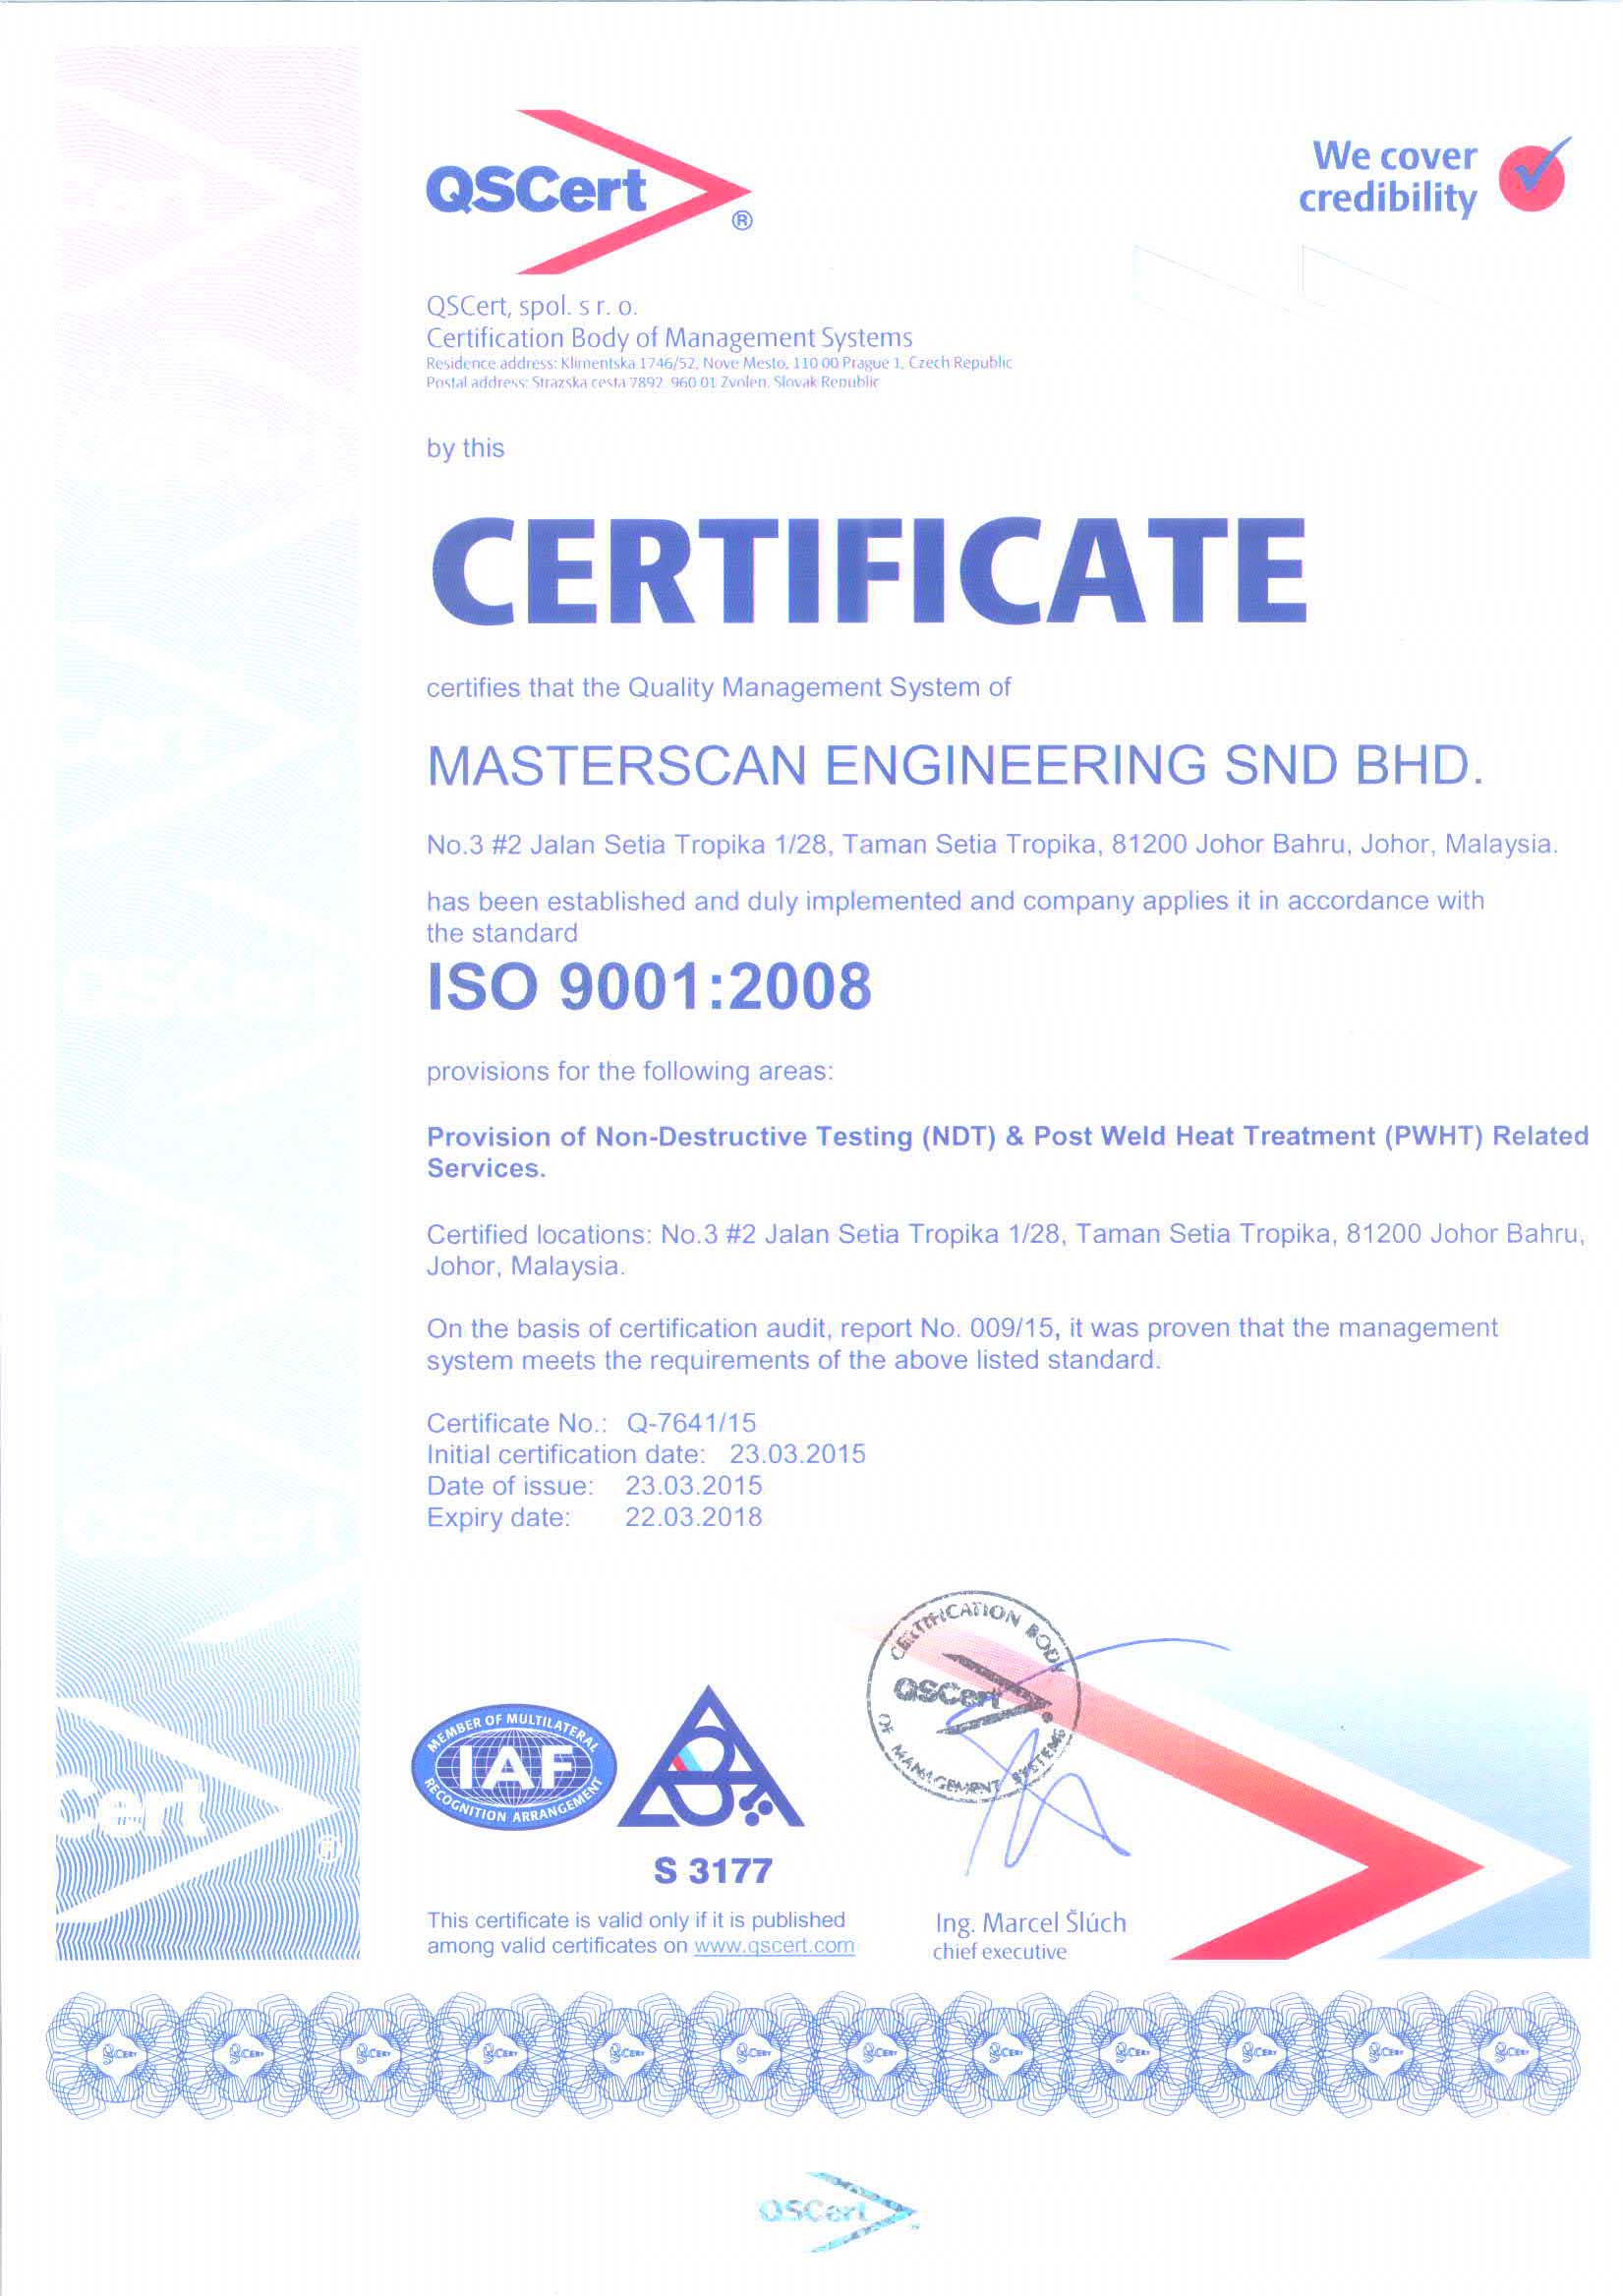 QSCert
®
We cover
credibility
QSCert, spol. s r. o.
Certification Body of Management Systems
Residence address: Klimentska 1746/52, Nove Mesto, 110 00 Prague 1, Czech Republic
Postal address: Strazska cesta 7892, 960 01 Zvolen, Slovak Republic
by this
CERTIFICATE
certifies that the Quality Management System of
MASTERSCAN ENGINEERING SND BHD.
No.3 #2 Jalan Setia Tropika 1/28, Taman Setia Tropika, 81200 Johor Bahru, Johor, Malaysia.
has been established and duly implemented and company applies it in accordance with
the standard
ISO 9001:2008
provisions for the following areas:
Provision of Non-Destructive Testing (NDT) & Post Weld Heat Treatment (PWHT) Related
Services.
Certified locations: No.3 #2 Jalan Setia Tropika 1/28, Taman Setia Tropika, 81200 Johor Bahru,
Johor, Malaysia.
On the basis of certification audit, report No. 009/15, it was proven that the management
system meets the requirements of the above listed standard.
Certificate No.: Q-7641/15
Initial certification date: 23.03.2015
Date of issue: 23.03.2015
Expiry date: 22.03.2018
CERTIFICATION BODY
QSCert
OF MANAGEMENT SYSTEMS
MEMBER OF MULTILATERAL
IAF
RECOGNITION ARRANGEMENT
S 3177
This certificate is valid only if it is published
among valid certificates on www.qscert.com
Ing. Marcel Šlúch
chief executive
Cert
®
QSCert